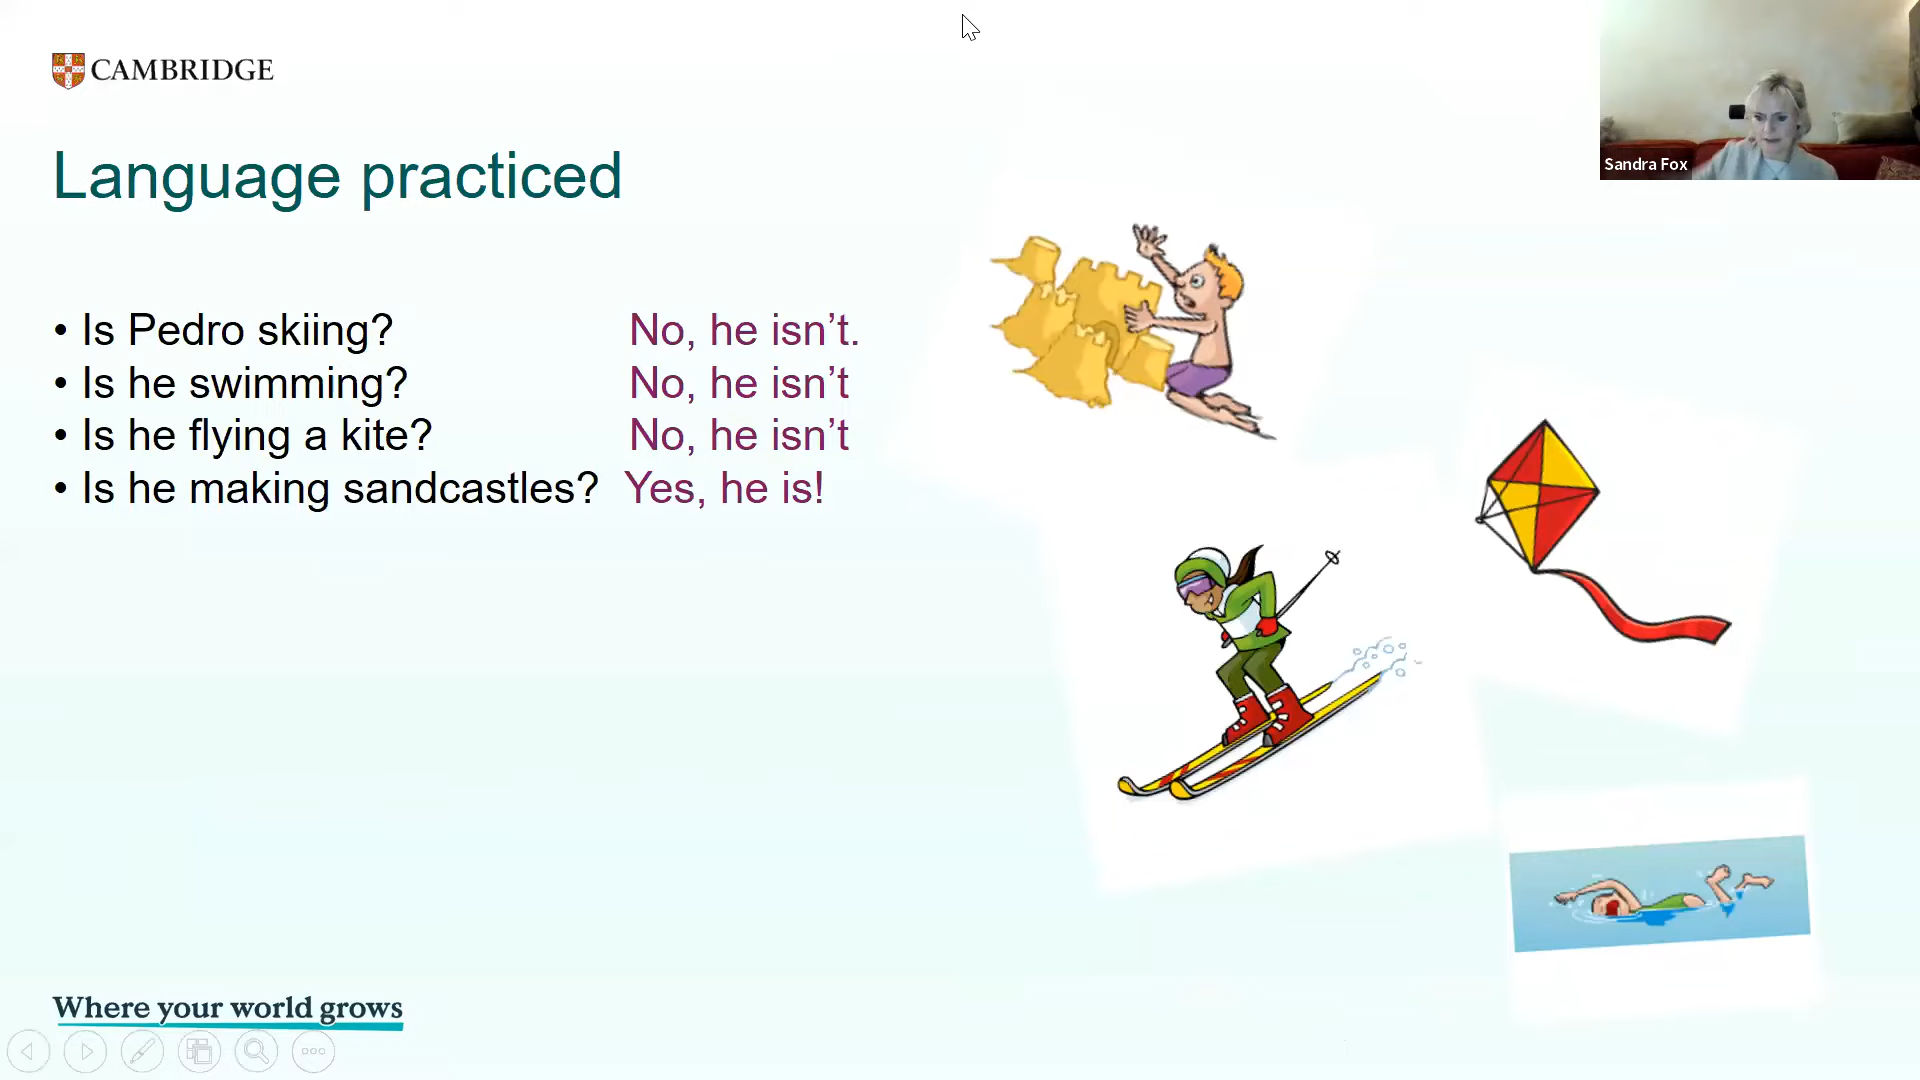 CAMBRIDGE
Sandra Fox
Language practiced
• Is Pedro skiing? No, he isn’t.
• Is he swimming? No, he isn’t
• Is he flying a kite? No, he isn’t
• Is he making sandcastles? Yes, he is!
Where your world grows